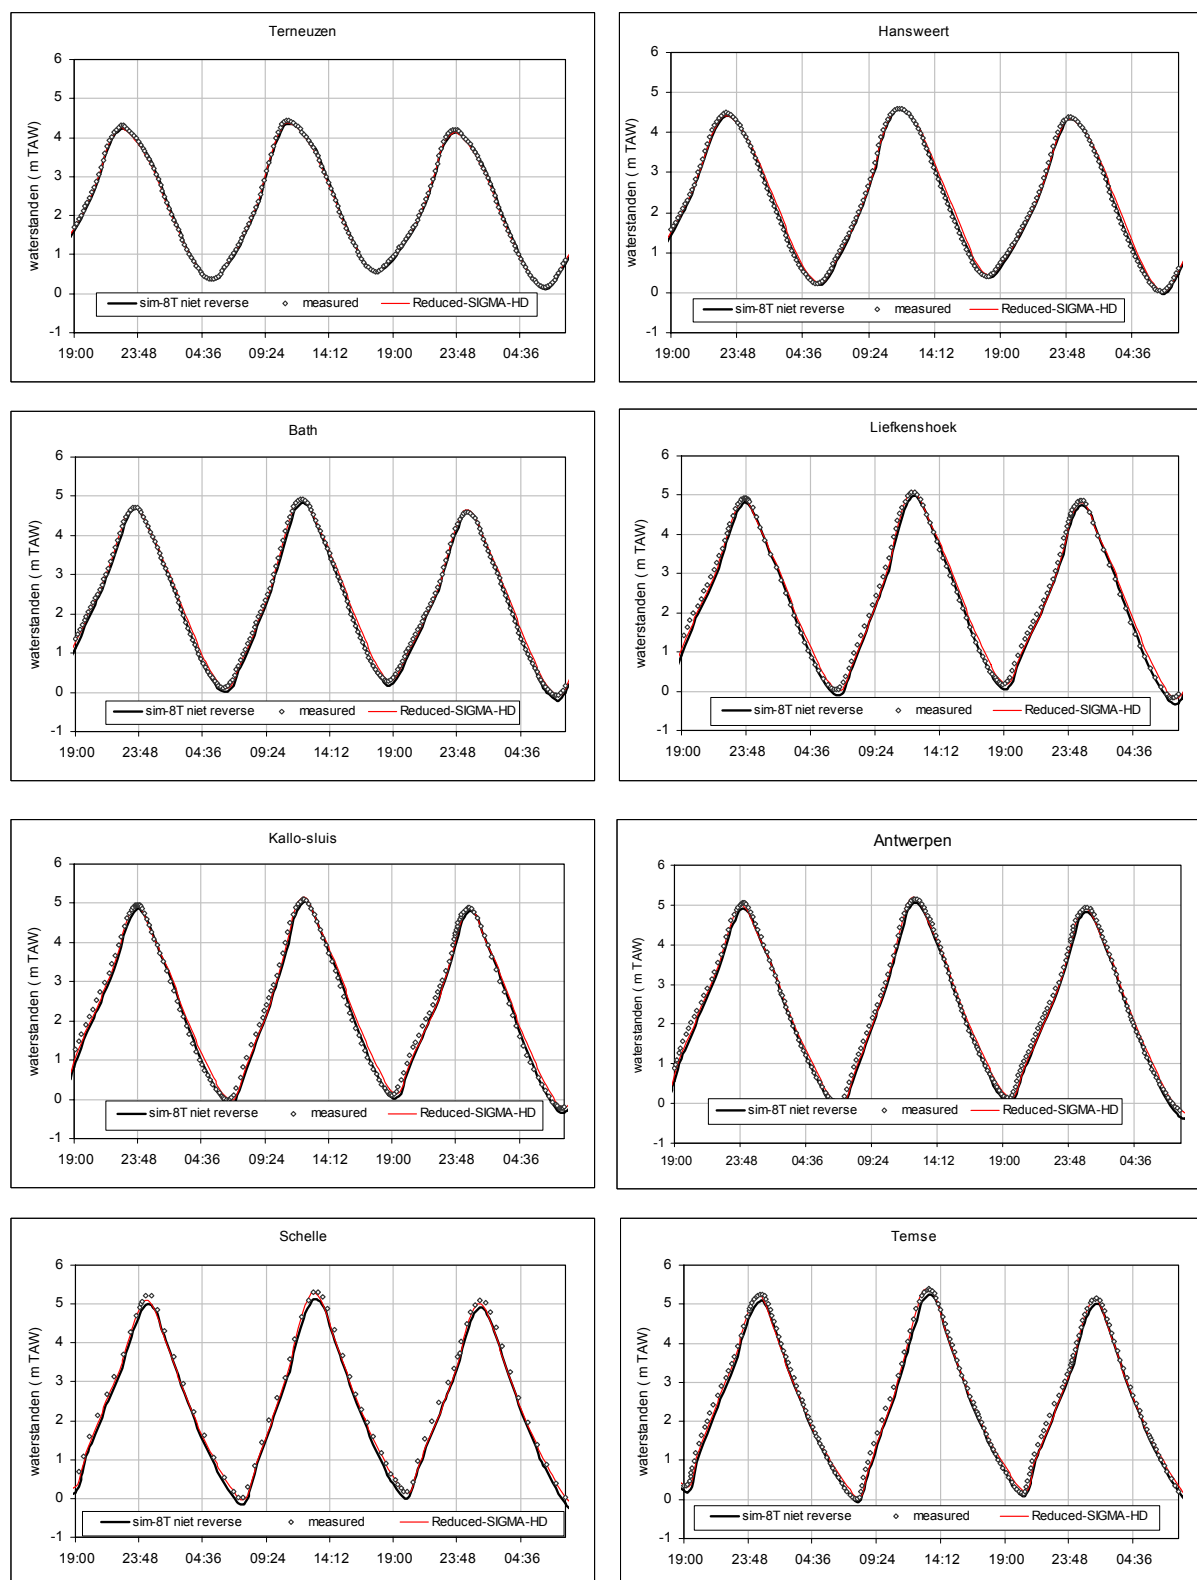 Terneuzen
waterstanden ( m TAW)
6
5
4
3
2
1
0
-1
sim-8T niet reverse measured Reduced-SIGMA-HD
19:00 23:48 04:36 09:24 14:12 19:00 23:48 04:36
Hansweert
waterstanden ( m TAW)
6
5
4
3
2
1
0
-1
sim-8T niet reverse measured Reduced-SIGMA-HD
19:00 23:48 04:36 09:24 14:12 19:00 23:48 04:36
Bath
waterstanden ( m TAW)
6
5
4
3
2
1
0
-1
sim-8T niet reverse measured Reduced-SIGMA-HD
19:00 23:48 04:36 09:24 14:12 19:00 23:48 04:36
Liefkenshoek
waterstanden ( m TAW)
6
5
4
3
2
1
0
-1
sim-8T niet reverse measured Reduced-SIGMA-HD
19:00 23:48 04:36 09:24 14:12 19:00 23:48 04:36
Kallo-sluis
waterstanden ( m TAW)
6
5
4
3
2
1
0
-1
sim-8T niet reverse measured Reduced-SIGMA-HD
19:00 23:48 04:36 09:24 14:12 19:00 23:48 04:36
Antwerpen
waterstanden ( m TAW)
6
5
4
3
2
1
0
-1
sim-8T niet reverse measured Reduced-SIGMA-HD
19:00 23:48 04:36 09:24 14:12 19:00 23:48 04:36
Schelle
waterstanden ( m TAW)
6
5
4
3
2
1
0
-1
sim-8T niet reverse measured Reduced-SIGMA-HD
19:00 23:48 04:36 09:24 14:12 19:00 23:48 04:36
Temse
waterstanden ( m TAW)
6
5
4
3
2
1
0
-1
sim-8T niet reverse measured Reduced-SIGMA-HD
19:00 23:48 04:36 09:24 14:12 19:00 23:48 04:36